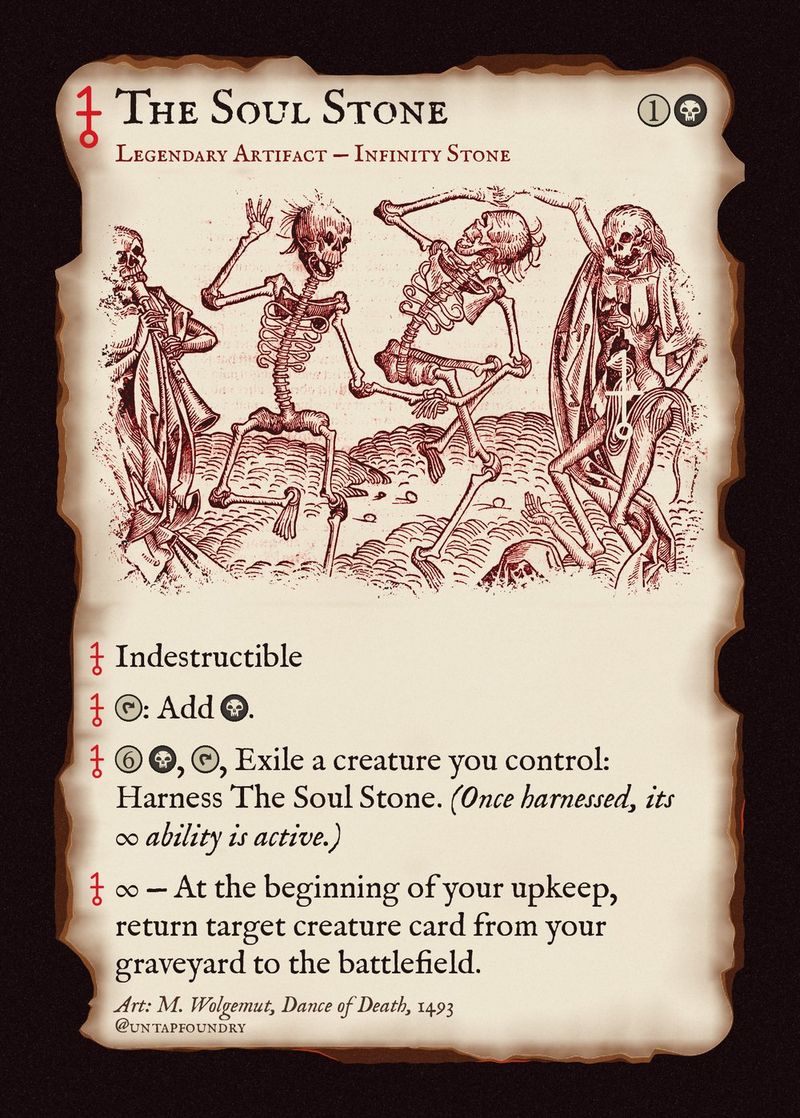 The Soul Stone
1
Legendary Artifact – Infinity Stone
Indestructible
: Add .
6 , , Exile a creature you control:
Harness The Soul Stone. (Once harnessed, its
∞ ability is active.)
∞ – At the beginning of your upkeep,
return target creature card from your
graveyard to the battlefield.
Art: M. Wolgemut, Dance of Death, 1493
@untapfoundry